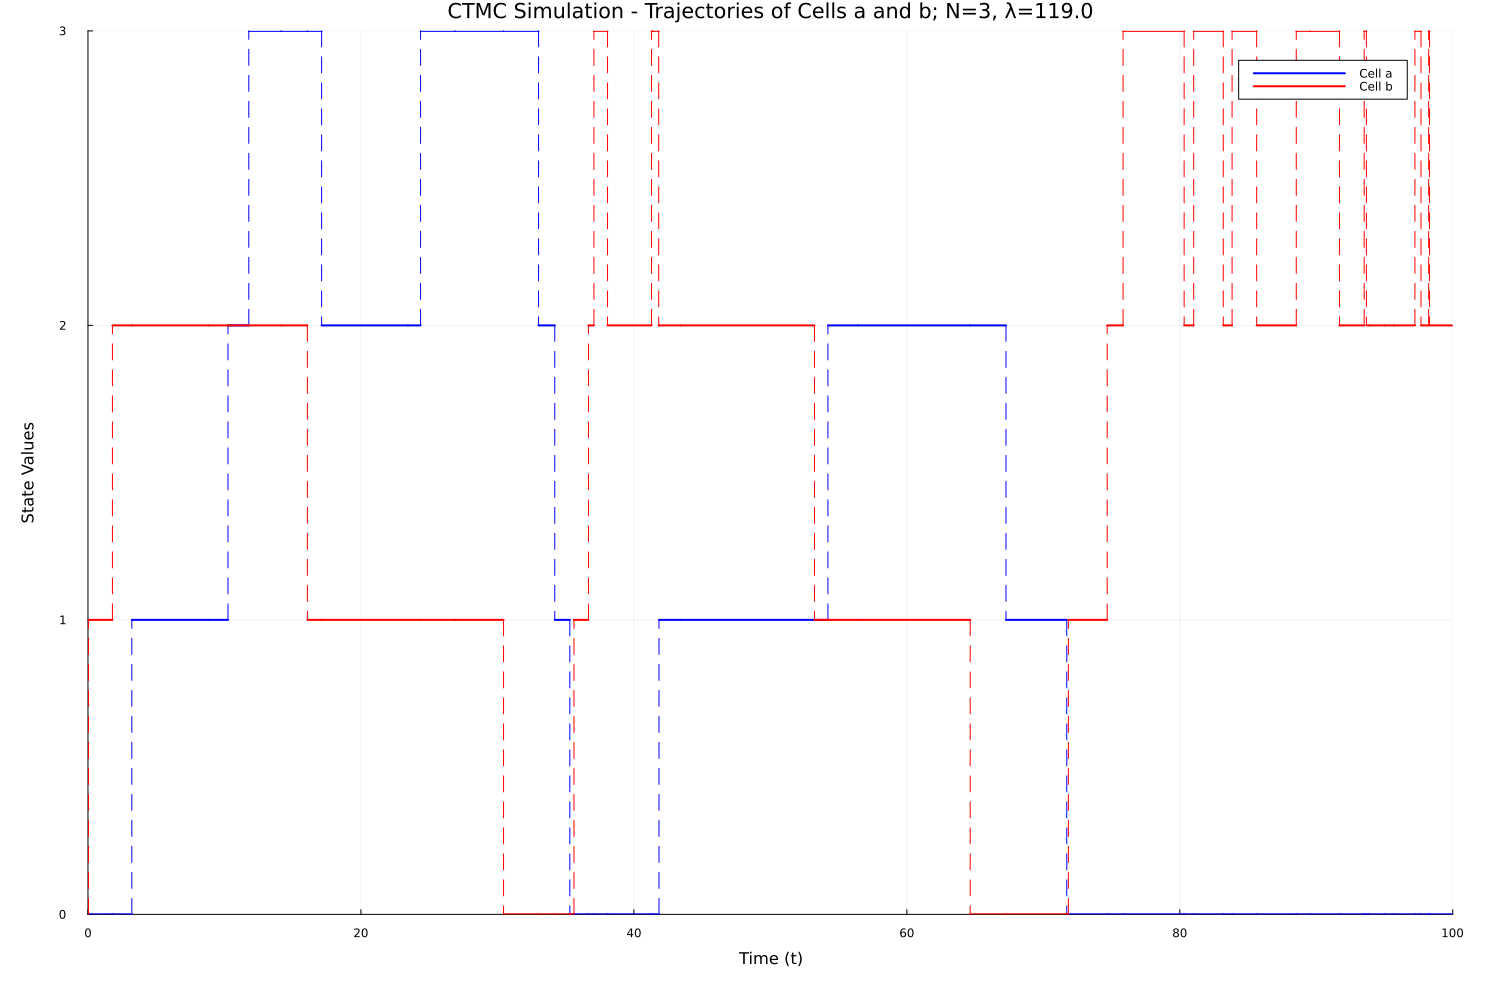 CTMC Simulation - Trajectories of Cells a and b; N=3, λ=119.0
3
Cell a
Cell b
2
State Values
1
0
0 20 40 60 80 100
Time (t)